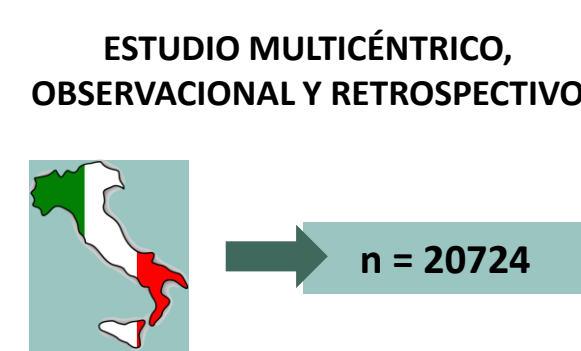 ESTUDIO MULTICÉNTRICO,
OBSERVACIONAL Y RETROSPECTIVO
n = 20724